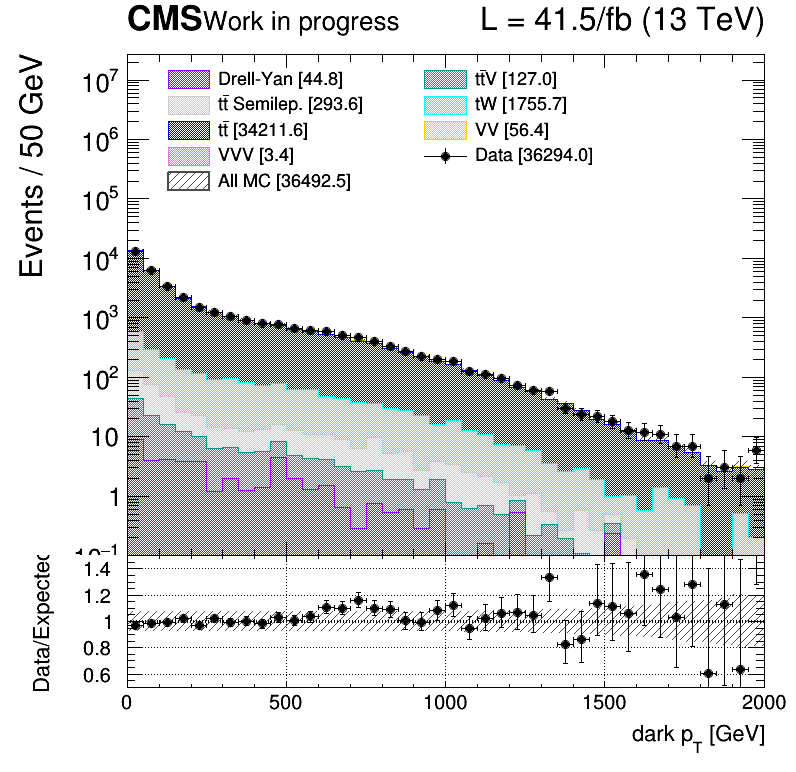 CMS Work in progress L = 41.5/fb (13 TeV)
Events / 50 GeV
Drell-Yan [44.8]
tt̄ Semilep. [293.6]
tt̄ [34211.6]
VVV [3.4]
All MC [36492.5]
tt̄V [127.0]
tW [1755.7]
VV [56.4]
Data [36294.0]
10⁷
10⁶
10⁵
10⁴
10³
10²
10
1
10⁻¹
Data/Expected
1.4
1.2
1
0.8
0.6
0 500 1000 1500 2000
dark p_T [GeV]